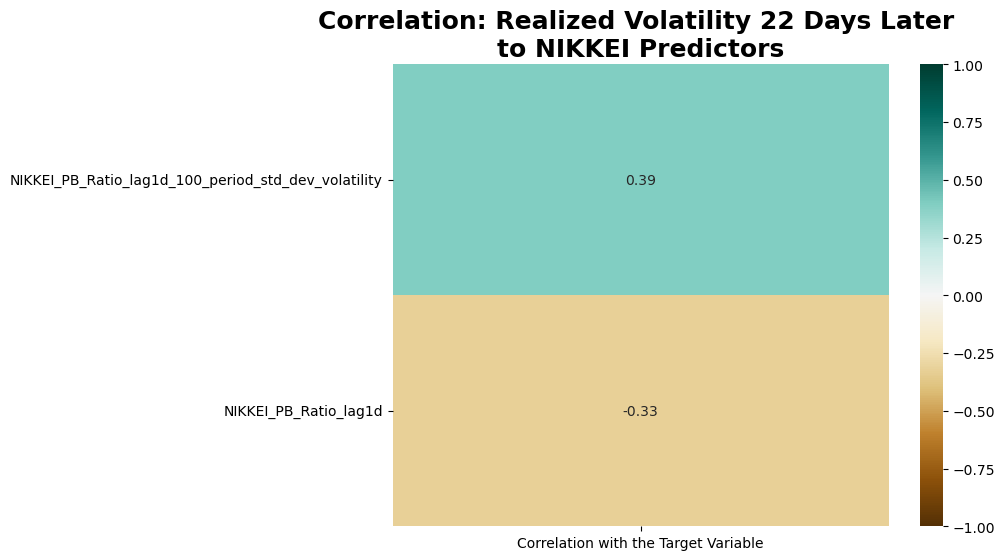 Correlation: Realized Volatility 22 Days Later
to NIKKEI Predictors
NIKKEI_PB_Ratio_lag1d_100_period_std_dev_volatility
0.39
NIKKEI_PB_Ratio_lag1d
-0.33
Correlation with the Target Variable
1.00
0.75
0.50
0.25
0.00
−0.25
−0.50
−0.75
−1.00